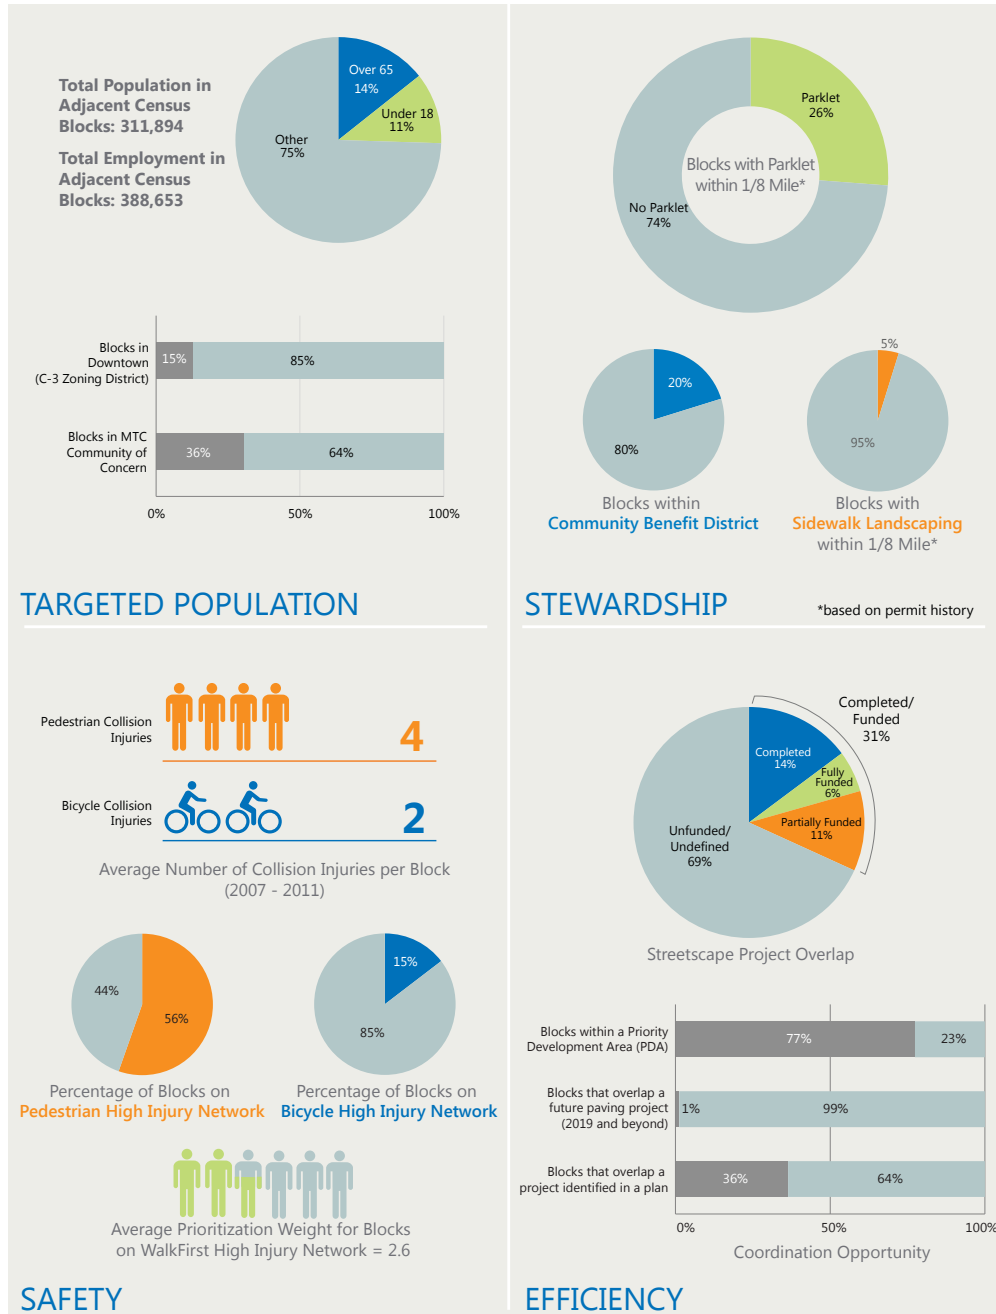 Total Population in
Adjacent Census
Blocks: 311,894
Total Employment in
Adjacent Census
Blocks: 388,653
Over 65
14%
Under 18
11%
Other
75%
Blocks in
Downtown
(C-3 Zoning District)
15%
85%
Blocks in MTC
Community of
Concern
36%
64%
0%
50%
100%
TARGETED POPULATION
Parklet
26%
Blocks with Parklet
within 1/8 Mile*
No Parklet
74%
20%
80%
Blocks within
Community Benefit District
5%
95%
Blocks with
Sidewalk Landscaping
within 1/8 Mile*
STEWARDSHIP
*based on permit history
Pedestrian Collision
Injuries
4
Bicycle Collision
Injuries
2
Average Number of Collision Injuries per Block
(2007 - 2011)
44%
56%
Percentage of Blocks on
Pedestrian High Injury Network
15%
85%
Percentage of Blocks on
Bicycle High Injury Network
Average Prioritization Weight for Blocks
on WalkFirst High Injury Network = 2.6
SAFETY
Completed/
Funded
31%
Completed
14%
Fully
Funded
6%
Partially Funded
11%
Unfunded/
Undefined
69%
Streetscape Project Overlap
Blocks within a Priority
Development Area (PDA)
77%
23%
Blocks that overlap a
future paving project
(2019 and beyond)
1%
99%
Blocks that overlap a
project identified in a plan
36%
64%
0%
50%
100%
Coordination Opportunity
EFFICIENCY